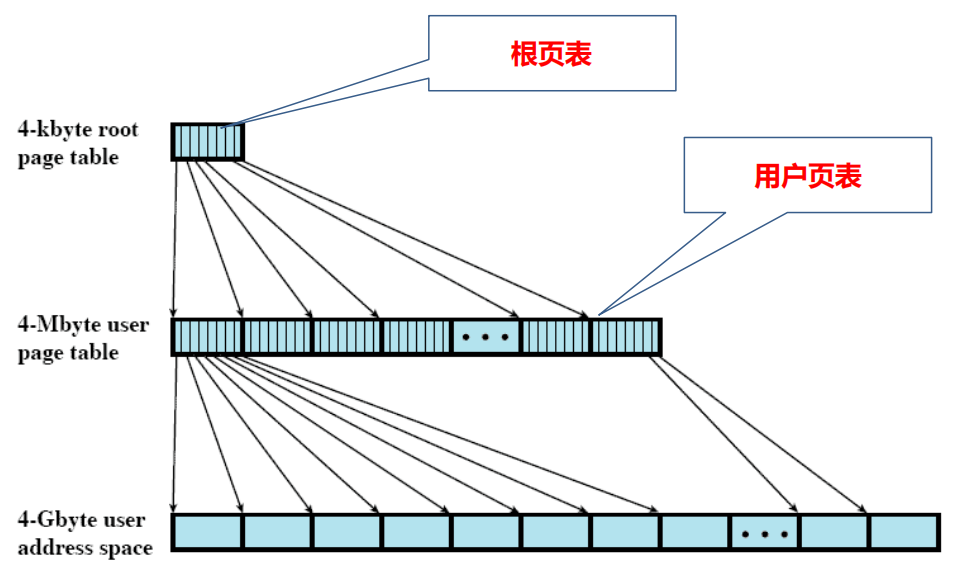 根页表
4-kbyte root
page table
用户页表
4-Mbyte user
page table
• • •
4-Gbyte user
address space
• • •